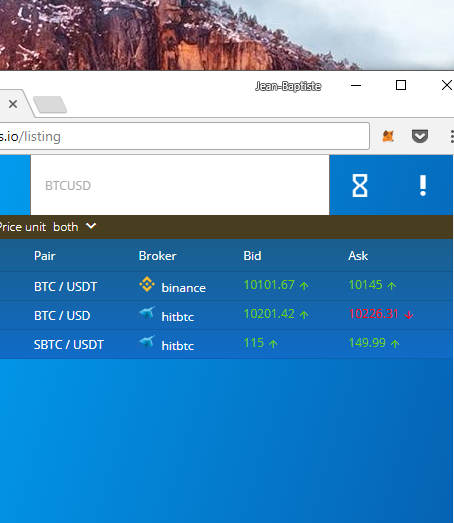 Jean-Baptiste
s.io/listing
BTCUSD
Price unit both
Pair Broker Bid Ask
BTC / USDT binance 10101.67 10145
BTC / USD hitbtc 10201.42 10226.31
SBTC / USDT hitbtc 115 149.99